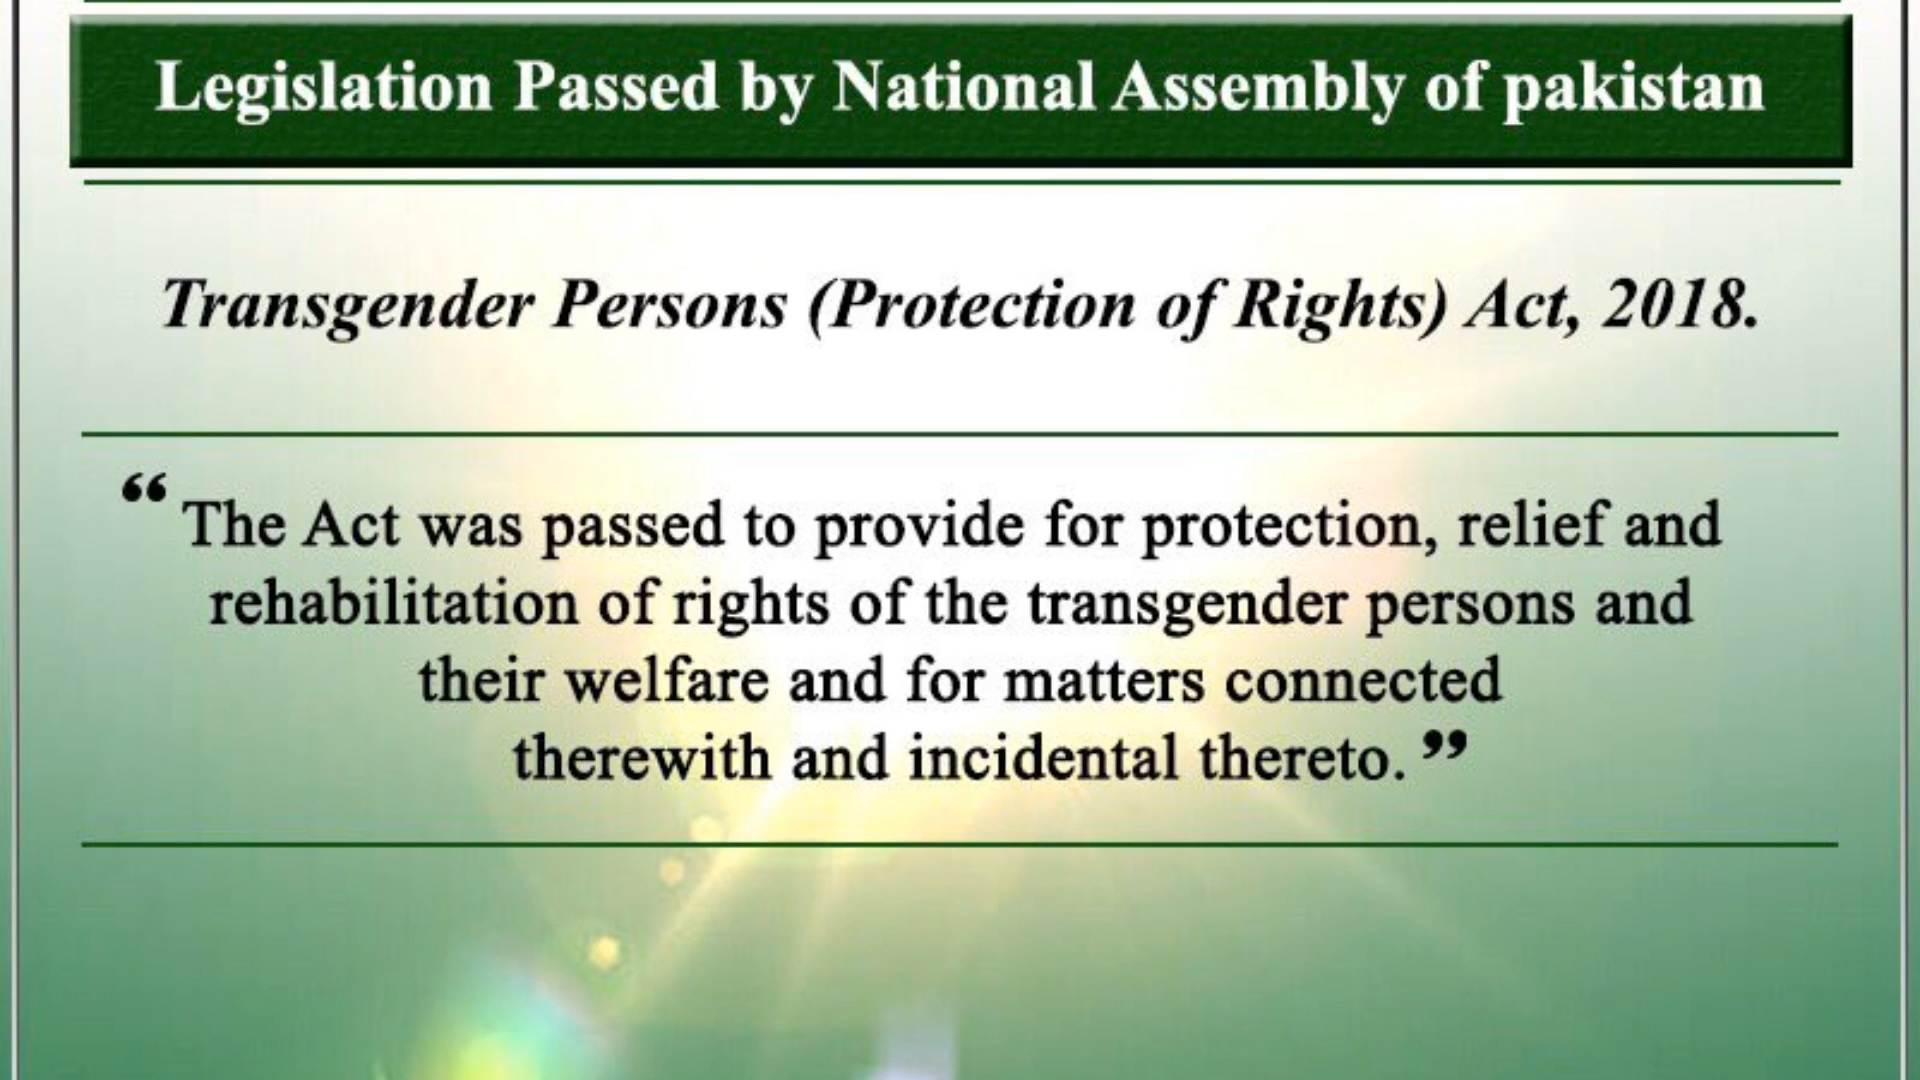 Legislation Passed by National Assembly of pakistan
Transgender Persons (Protection of Rights) Act, 2018.
“ The Act was passed to provide for protection, relief and
rehabilitation of rights of the transgender persons and
their welfare and for matters connected
therewith and incidental thereto. ”